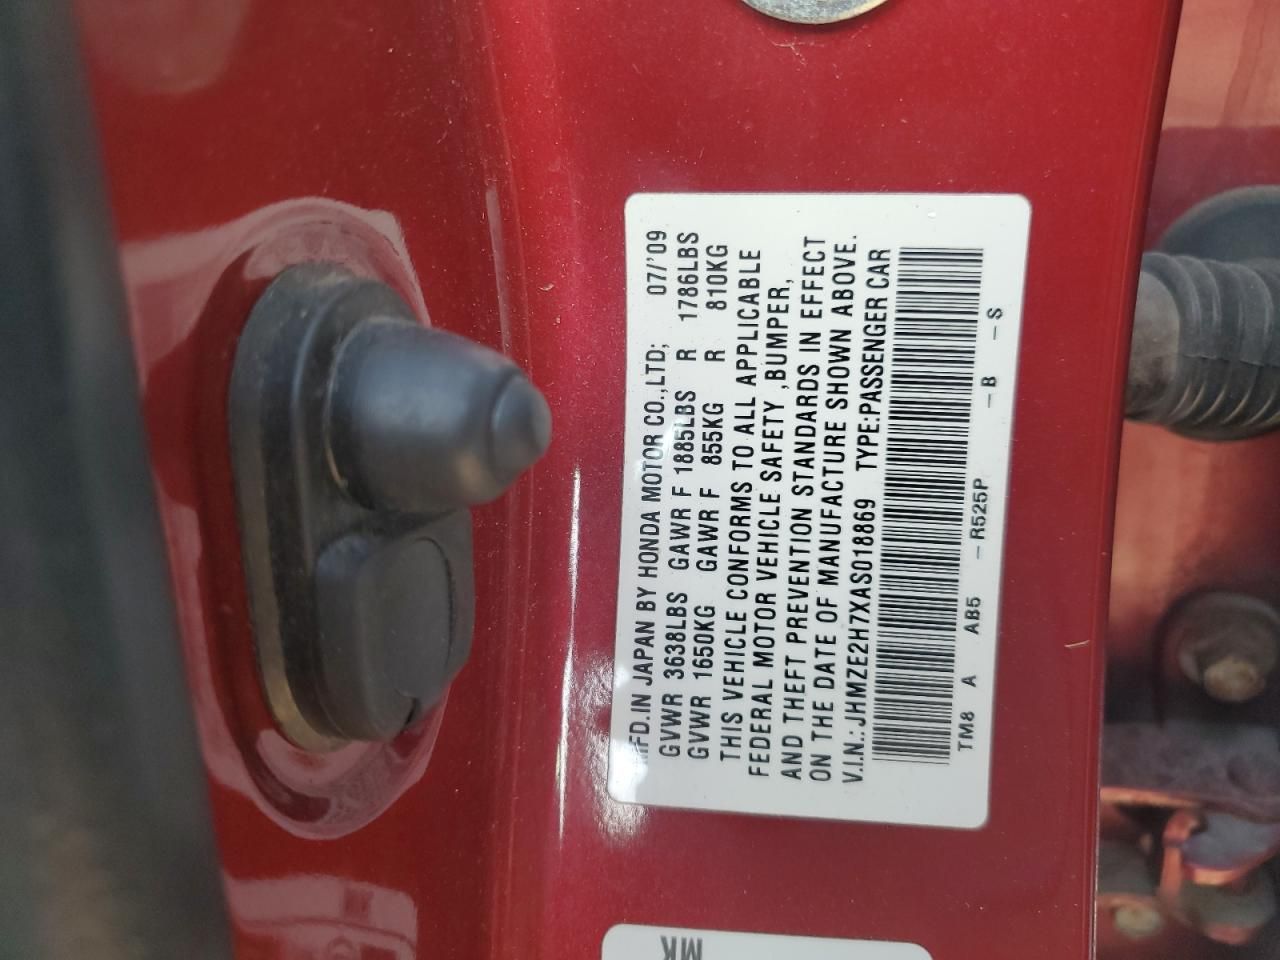 MFD. IN JAPAN BY HONDA MOTOR CO.,LTD; 07/'09
GVWR 3638LBS GAWR F 1885LBS R 1786LBS
GVWR 1650KG GAWR F 855KG R 810KG
THIS VEHICLE CONFORMS TO ALL APPLICABLE
FEDERAL MOTOR VEHICLE SAFETY ,BUMPER,
AND THEFT PREVENTION STANDARDS IN EFFECT
ON THE DATE OF MANUFACTURE SHOWN ABOVE.
V.I.N.: JHMZE2H7XAS018869 TYPE:PASSENGER CAR
TM8 A AB5 – R525P – B – S
MK